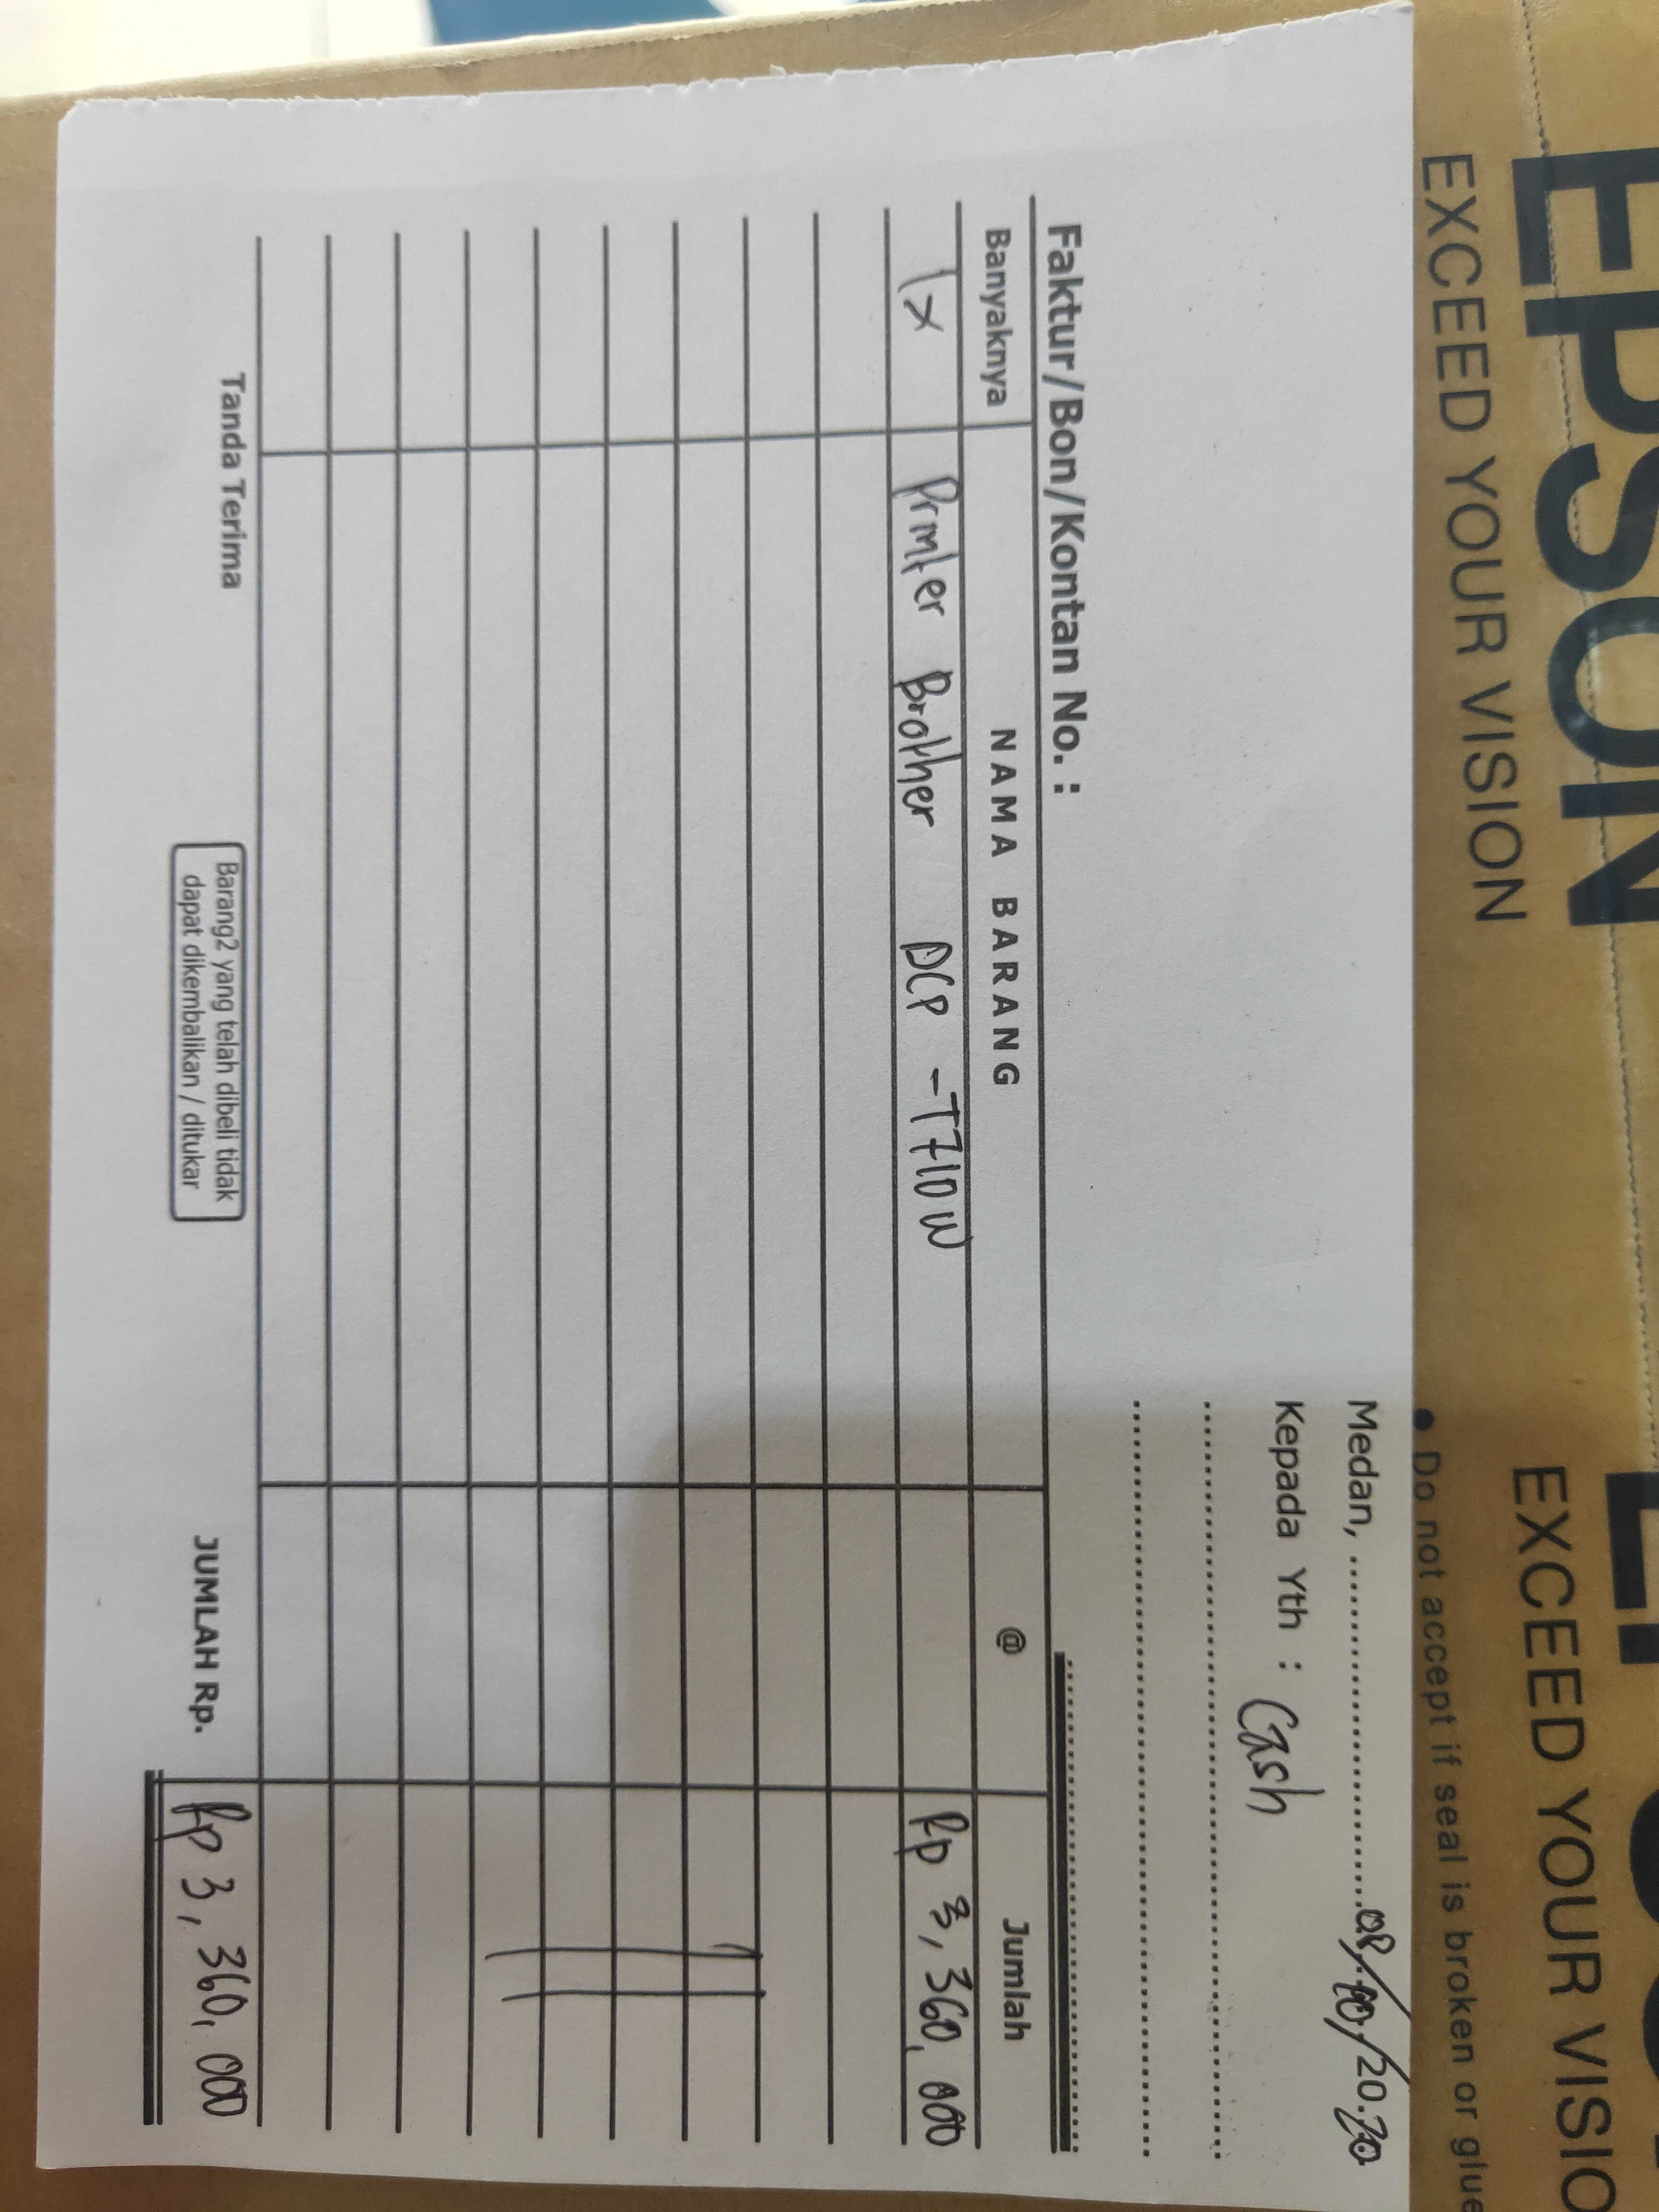 EPSON
EXCEED YOUR VISION
EXCEED YOUR VISIO
● Do not accept if seal is broken or glue
Medan, 08/10/2020
Kepada Yth : Cash
Faktur/Bon/Kontan No. :
Banyaknya NAMA BARANG @ Jumlah
1x Printer Brother DCP -T710W Rp 3,360,000
Tanda Terima
Barang2 yang telah dibeli tidak
dapat dikembalikan / ditukar
JUMLAH Rp. Rp 3,360,000